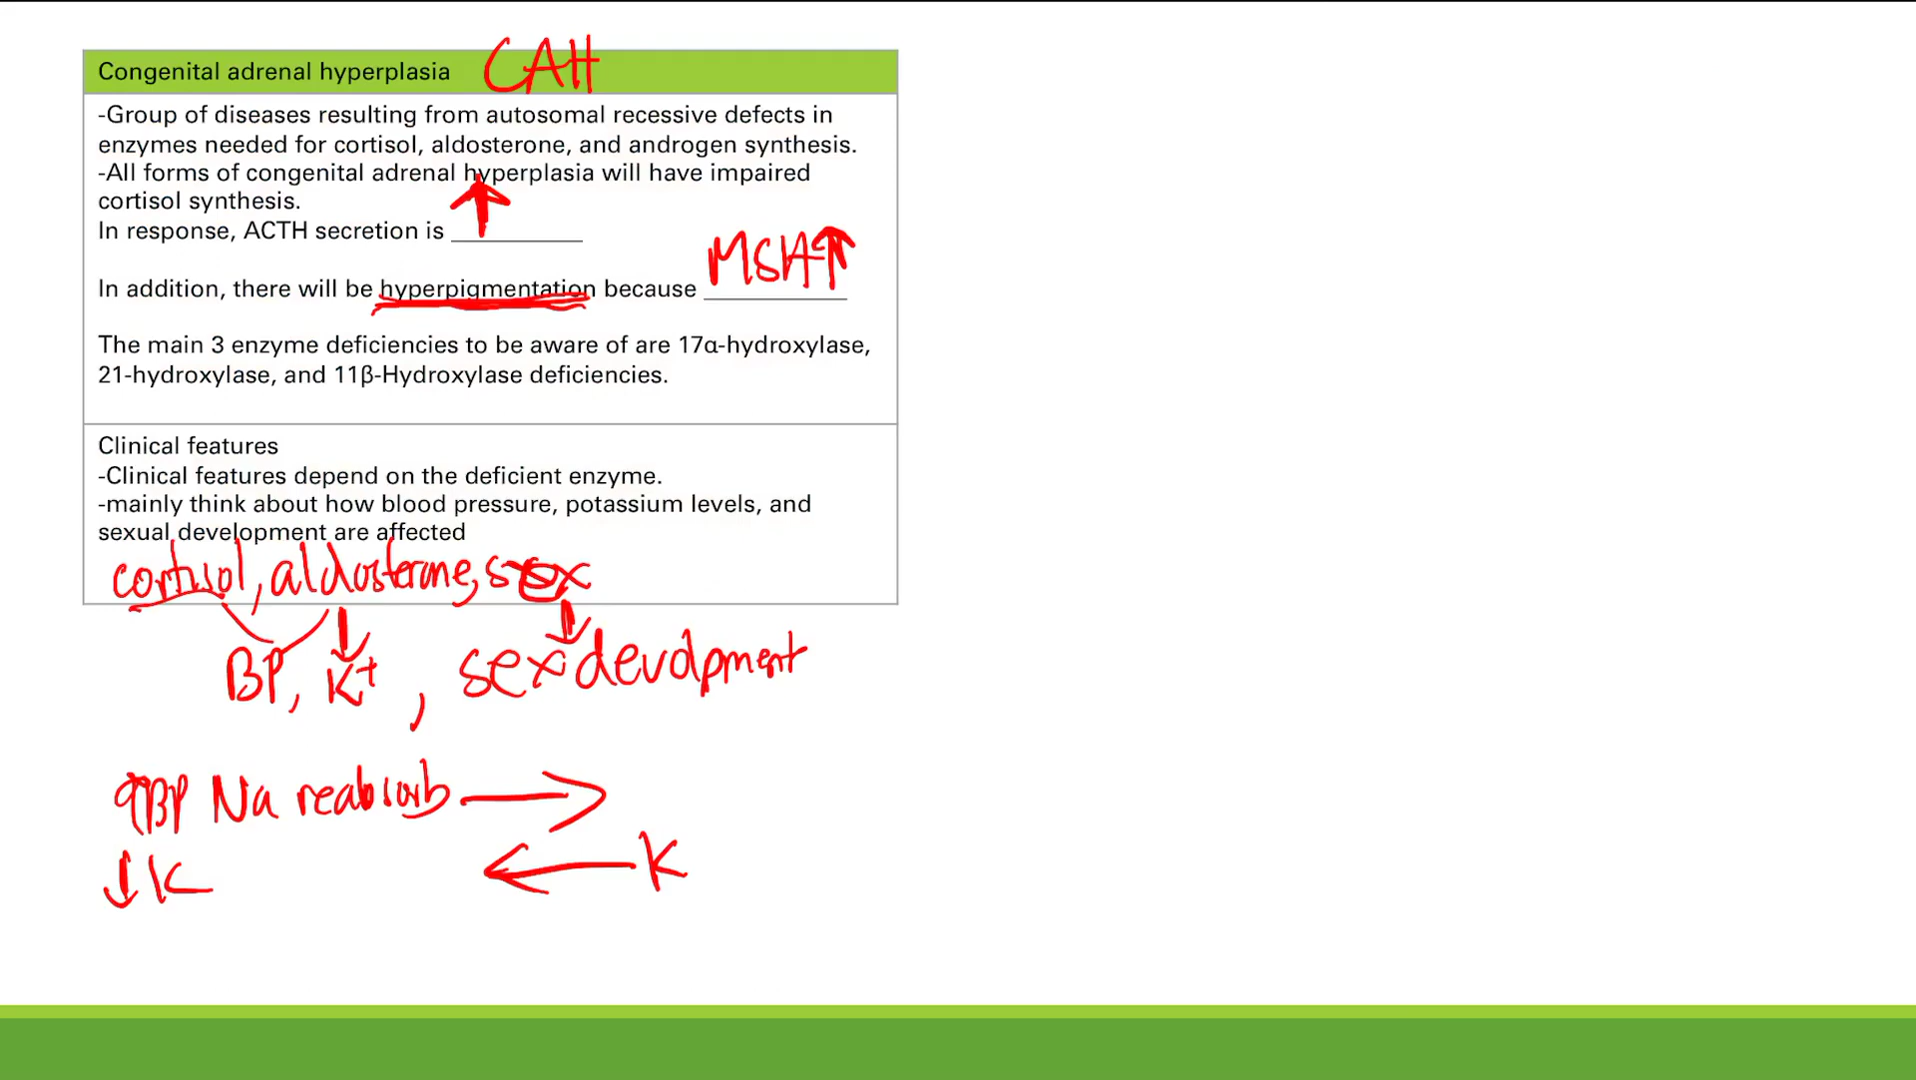 Congenital adrenal hyperplasia CAH
-Group of diseases resulting from autosomal recessive defects in
enzymes needed for cortisol, aldosterone, and androgen synthesis.
-All forms of congenital adrenal hyperplasia will have impaired
cortisol synthesis.
In response, ACTH secretion is __________ ↑
In addition, there will be hyperpigmentation because ___________ MSH↑
The main 3 enzyme deficiencies to be aware of are 17α-hydroxylase,
21-hydroxylase, and 11β-Hydroxylase deficiencies.
Clinical features
-Clinical features depend on the deficient enzyme.
-mainly think about how blood pressure, potassium levels, and
sexual development are affected
cortisol, aldosterone, sex
BP, K+, sex develpment
↑BP Na reabsorb →
↓K ← K